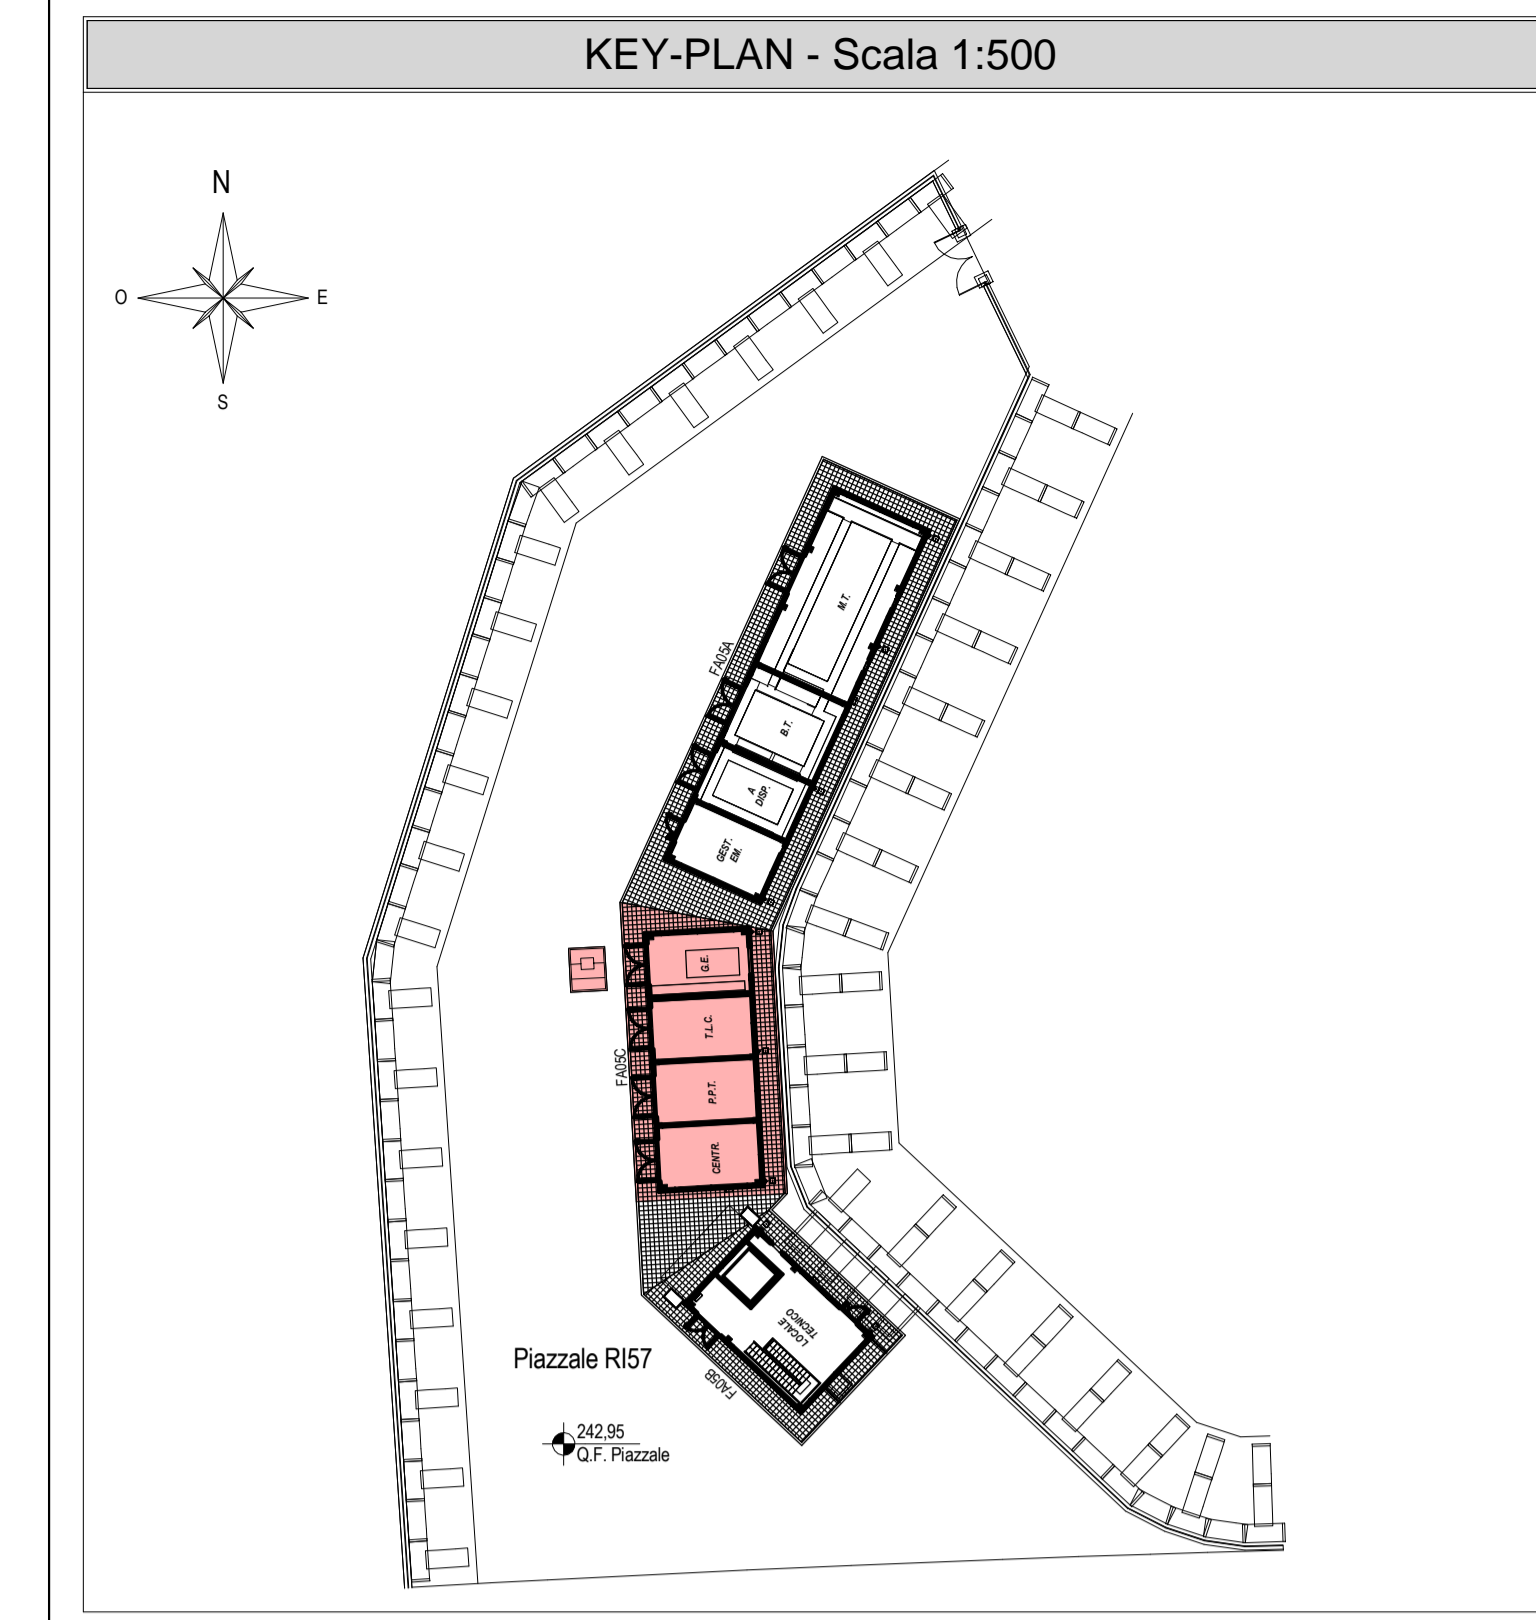 KEY-PLAN - Scala 1:500
N
O
E
S
M.T.
FA05A
B.T.
A
DISP.
GEST.
EM.
G.E.
T.L.C.
FA05C
P.P.T.
CENTR.
LOCALE
TECNICO
Piazzale RI57
FA05B
242,95
Q.F. Piazzale